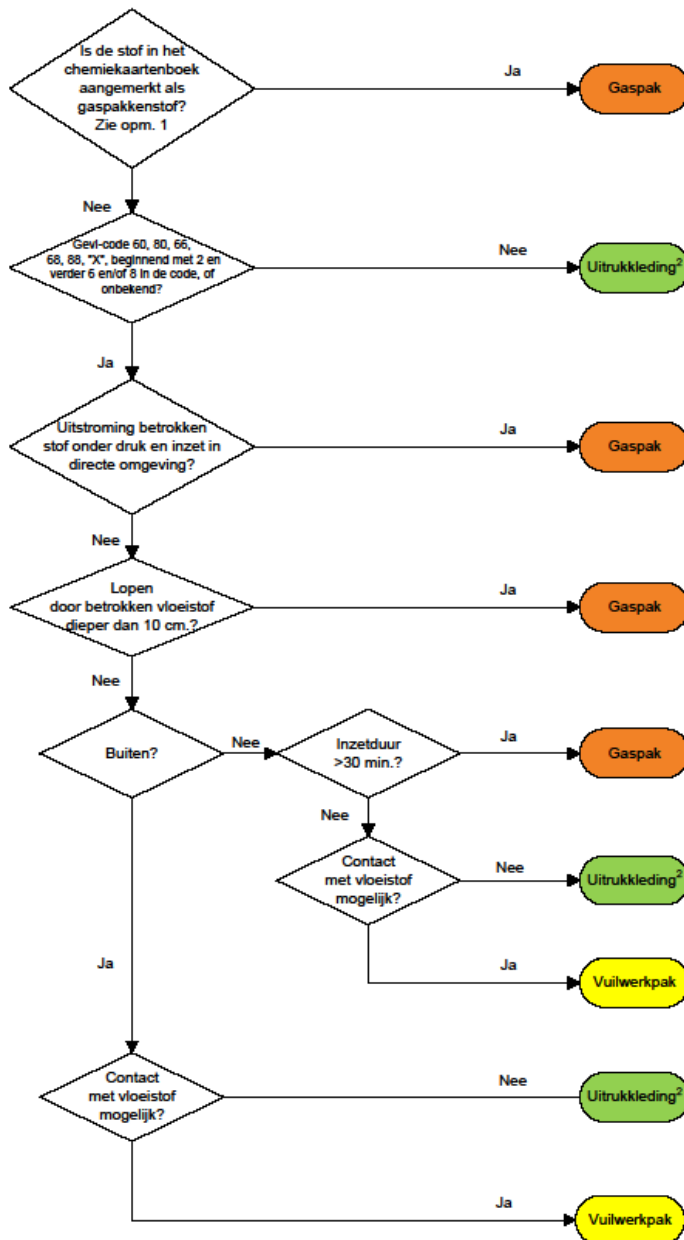 Is de stof in het
chemiekaartenboek
aangemerkt als
gaspakkenstof?
Zie opm. 1
Ja
Gaspak
Nee
Gevi-code 60, 80, 66,
68, 88, "X", beginnend met 2 en
verder 6 en/of 8 in de code, of
onbekend?
Nee
Uitrukkleding²
Ja
Uitstroming betrokken
stof onder druk en inzet in
directe omgeving?
Ja
Gaspak
Nee
Lopen
door betrokken vloeistof
dieper dan 10 cm.?
Ja
Gaspak
Nee
Buiten?
Nee
Inzetduur
>30 min.?
Ja
Gaspak
Nee
Contact
met vloeistof
mogelijk?
Nee
Uitrukkleding²
Ja
Vuilwerkpak
Ja
Contact
met vloeistof
mogelijk?
Nee
Uitrukkleding²
Ja
Vuilwerkpak